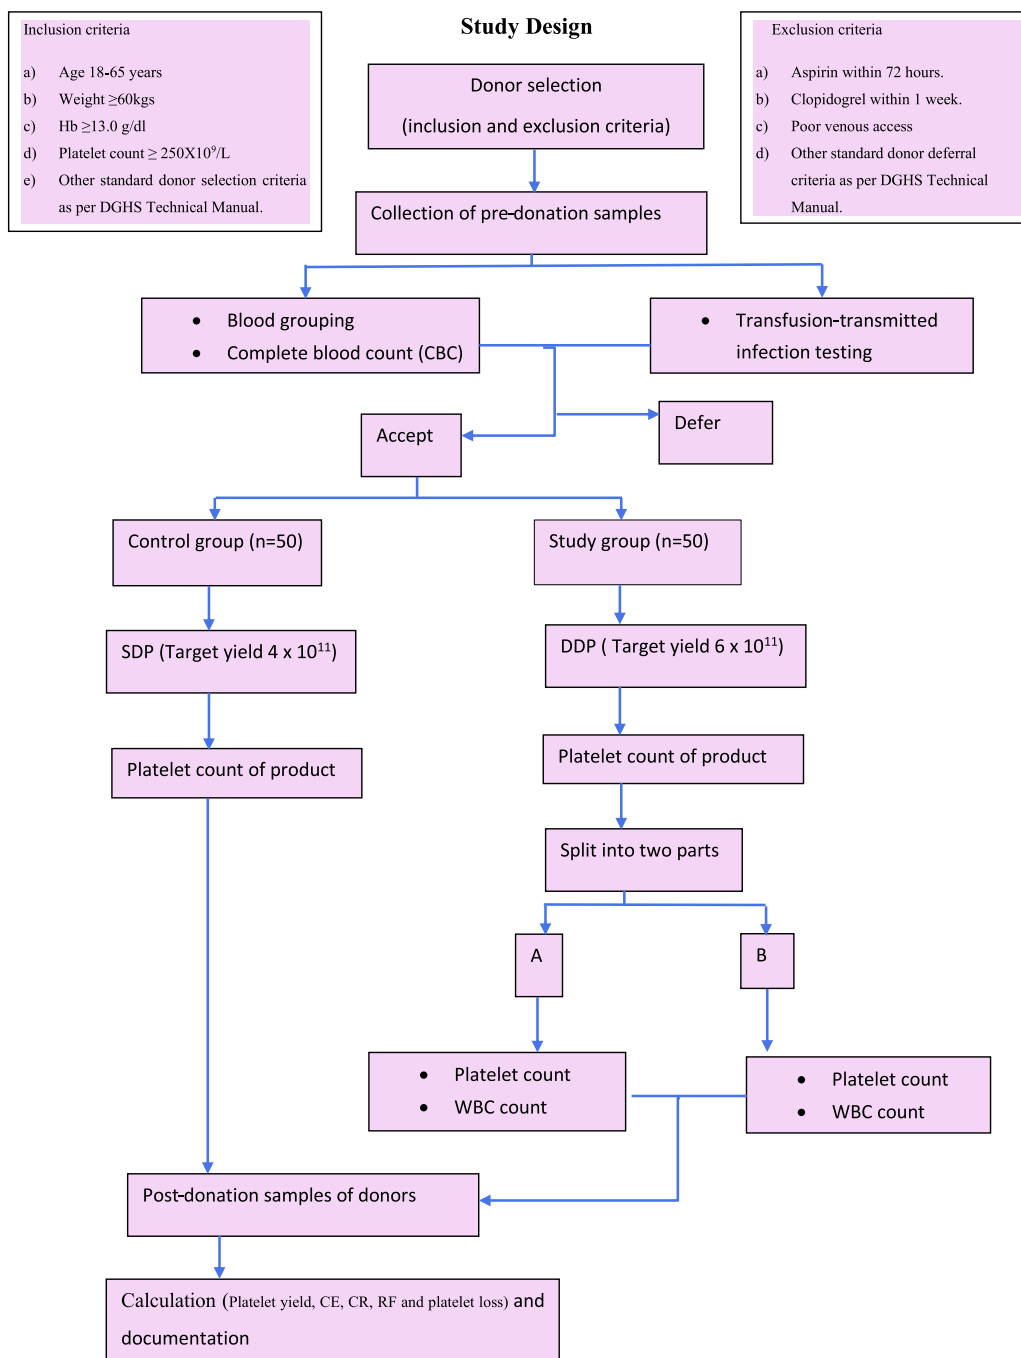 Study Design
Inclusion criteria
a) Age 18-65 years
b) Weight ≥60kgs
c) Hb ≥13.0 g/dl
d) Platelet count ≥ 250X10⁹/L
e) Other standard donor selection criteria
as per DGHS Technical Manual.
Exclusion criteria
a) Aspirin within 72 hours.
b) Clopidogrel within 1 week.
c) Poor venous access
d) Other standard donor deferral
criteria as per DGHS Technical
Manual.
Donor selection
(inclusion and exclusion criteria)
Collection of pre-donation samples
• Blood grouping
• Complete blood count (CBC)
• Transfusion-transmitted
infection testing
Accept
Defer
Control group (n=50)
Study group (n=50)
SDP (Target yield 4 x 10¹¹)
DDP ( Target yield 6 x 10¹¹)
Platelet count of product
Platelet count of product
Split into two parts
A
B
• Platelet count
• WBC count
• Platelet count
• WBC count
Post-donation samples of donors
Calculation (Platelet yield, CE, CR, RF and platelet loss) and
documentation